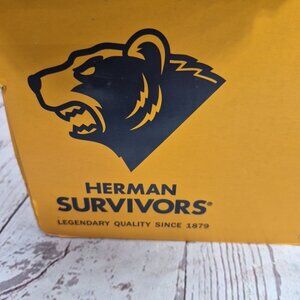 HERMAN
SURVIVORS®
LEGENDARY QUALITY SINCE 1879